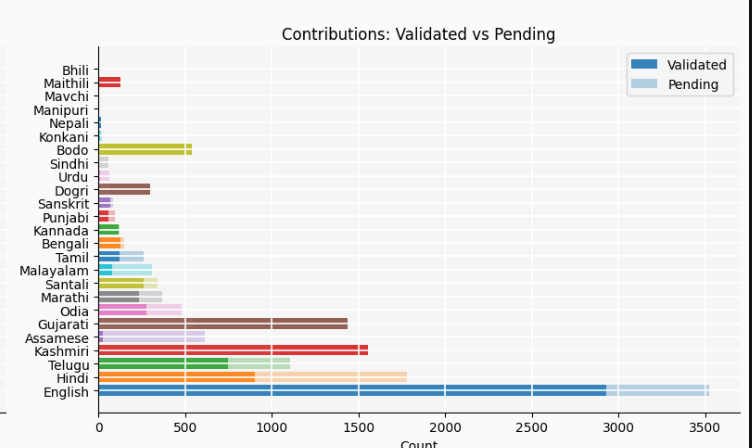 Contributions: Validated vs Pending
Validated
Pending
Bhili
Maithili
Mavchi
Manipuri
Nepali
Konkani
Bodo
Sindhi
Urdu
Dogri
Sanskrit
Punjabi
Kannada
Bengali
Tamil
Malayalam
Santali
Marathi
Odia
Gujarati
Assamese
Kashmiri
Telugu
Hindi
English
0 500 1000 1500 2000 2500 3000 3500
Count